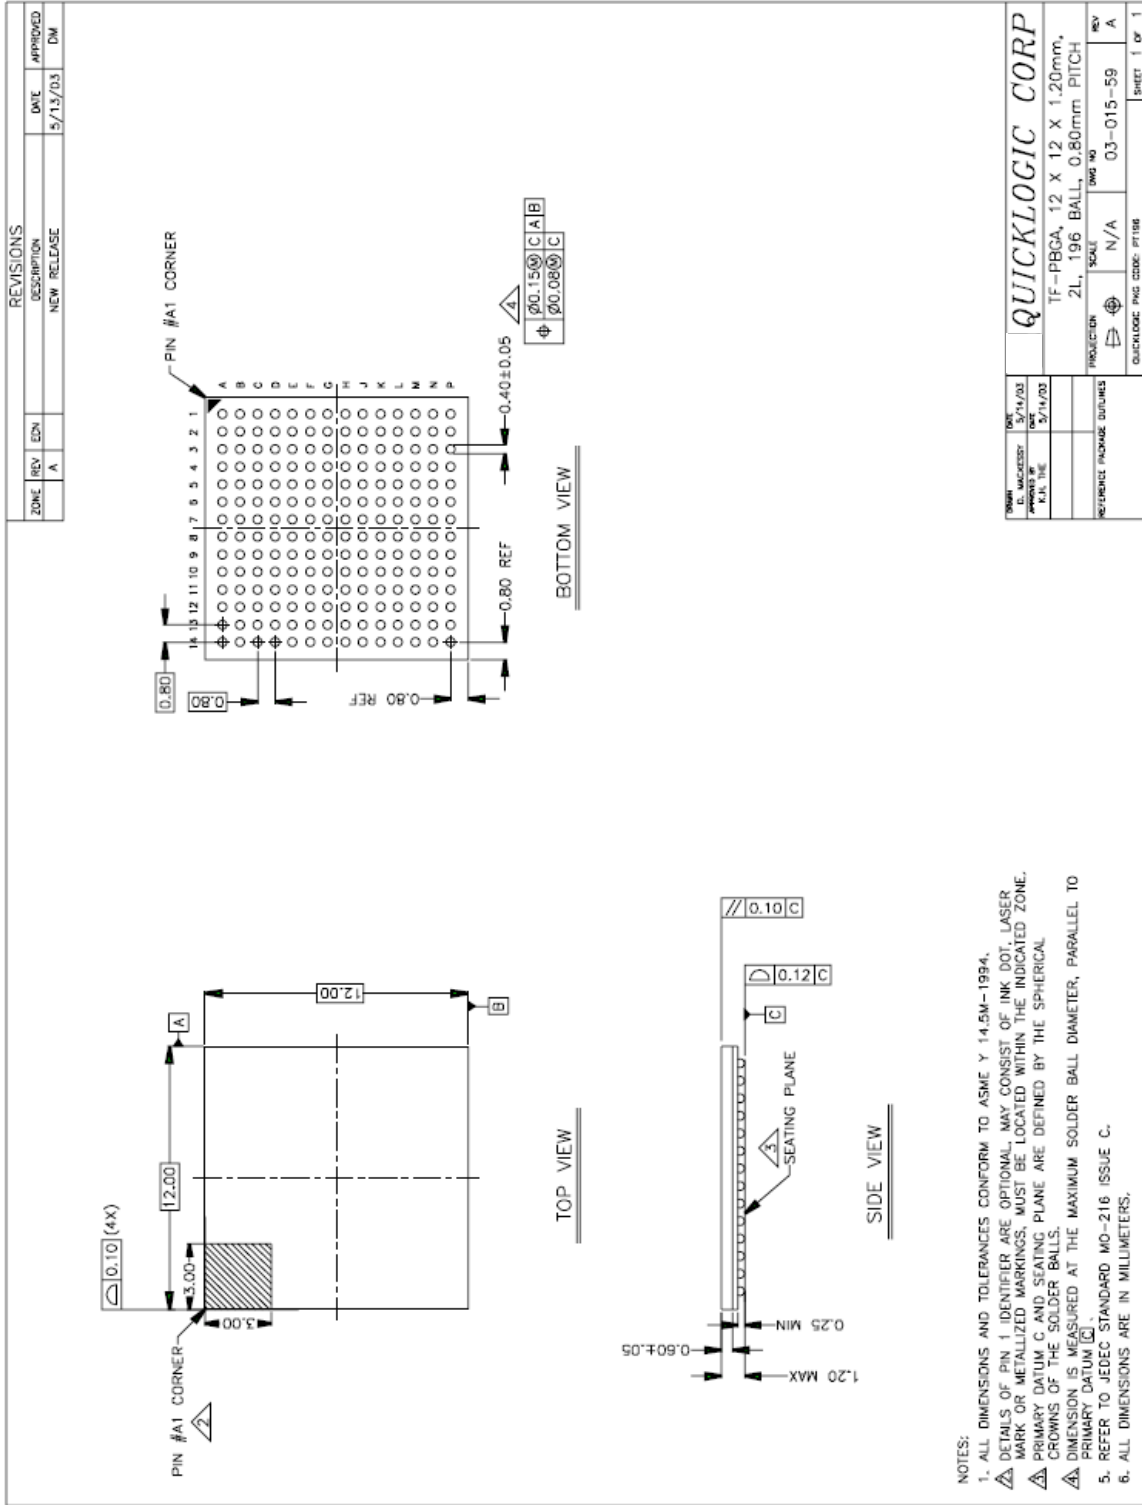 REVISIONS
ZONE REV ECN DESCRIPTION DATE APPROVED
A NEW RELEASE 5/13/03 DM
PIN #A1 CORNER
2
⌓ 0.10 (4X)
12.00
3.00
3.00
12.00
A
B
TOP VIEW
0.80
0.80
0.80 REF
14 13 12 11 10 9 8 7 6 5 4 3 2 1
A
B
C
D
E
F
G
H
J
K
L
M
N
P
PIN #A1 CORNER
0.80 REF
0.40±0.05
4
⌖ Ø0.15Ⓜ C A B
Ø0.08Ⓜ C
BOTTOM VIEW
1.20 MAX
0.60±.05
0.25 MIN
3
SEATING PLANE
C
// 0.10 C
⌓ 0.12 C
SIDE VIEW
NOTES:
1. ALL DIMENSIONS AND TOLERANCES CONFORM TO ASME Y 14.5M-1994.
2 DETAILS OF PIN 1 IDENTIFIER ARE OPTIONAL, MAY CONSIST OF INK DOT, LASER
MARK OR METALLIZED MARKINGS, MUST BE LOCATED WITHIN THE INDICATED ZONE.
3 PRIMARY DATUM C AND SEATING PLANE ARE DEFINED BY THE SPHERICAL
CROWNS OF THE SOLDER BALLS.
4 DIMENSION IS MEASURED AT THE MAXIMUM SOLDER BALL DIAMETER, PARALLEL TO
PRIMARY DATUM C.
5. REFER TO JEDEC STANDARD MO-216 ISSUE C.
6. ALL DIMENSIONS ARE IN MILLIMETERS.
DRAWN DATE
D. MACKESSY 5/14/03
APPROVED BY DATE
K.H. THE 5/14/03
REFERENCE PACKAGE OUTLINES
QUICKLOGIC CORP
TF-PBGA, 12 X 12 X 1.20mm,
2L, 196 BALL, 0.80mm PITCH
PROJECTION SCALE DWG NO REV
N/A 03-015-59 A
QUICKLOGIC PKG CODE: PT196 SHEET 1 OF 1